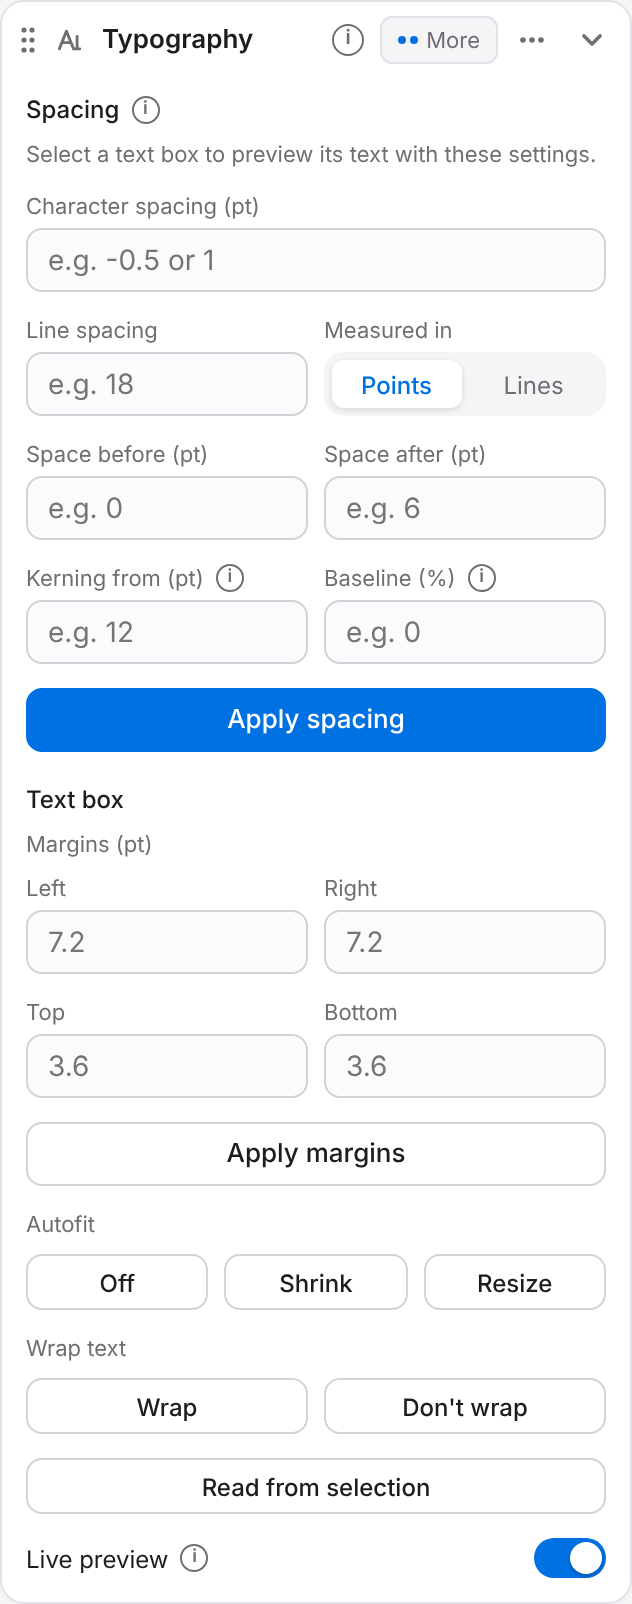 Typography
More
Spacing
Select a text box to preview its text with these settings.
Character spacing (pt)
e.g. -0.5 or 1
Line spacing Measured in
e.g. 18 Points Lines
Space before (pt) Space after (pt)
e.g. 0 e.g. 6
Kerning from (pt) Baseline (%)
e.g. 12 e.g. 0
Apply spacing
Text box
Margins (pt)
Left Right
7.2 7.2
Top Bottom
3.6 3.6
Apply margins
Autofit
Off Shrink Resize
Wrap text
Wrap Don't wrap
Read from selection
Live preview